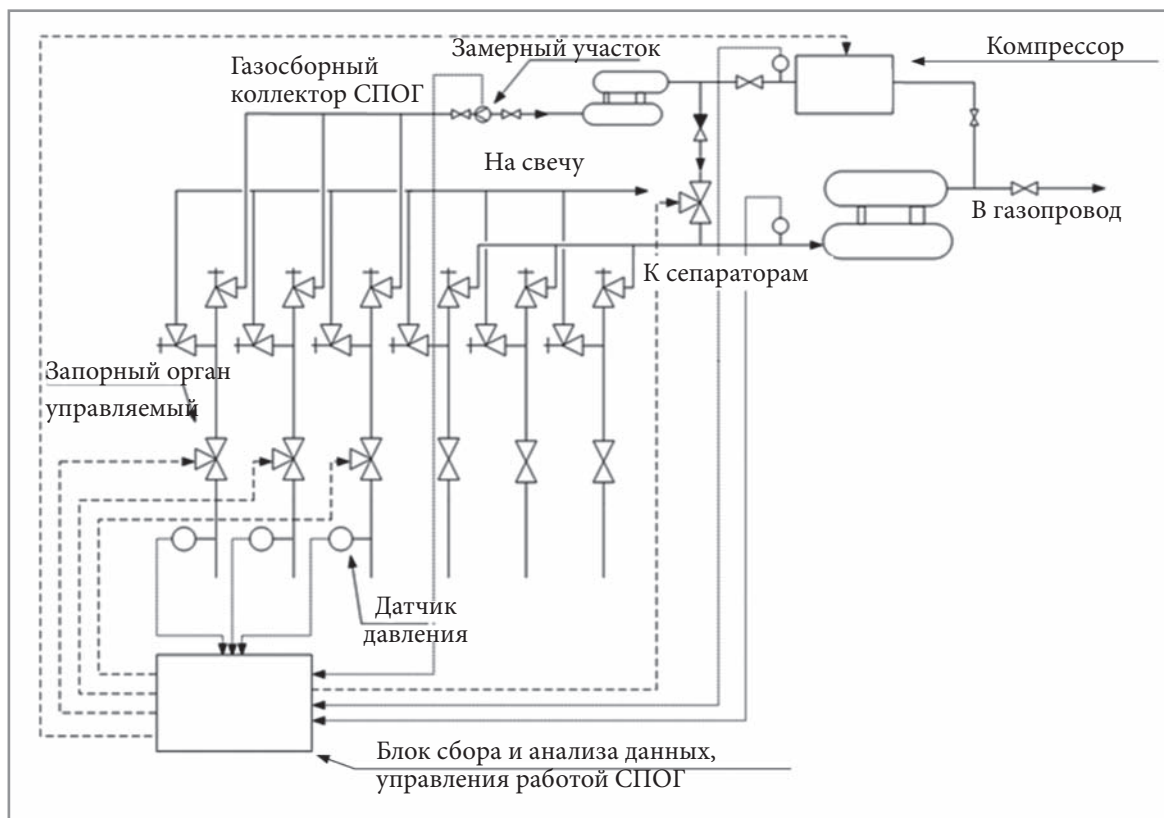 Замерный участок
Компрессор
Газосборный
коллектор СПОГ
На свечу
В газопровод
К сепараторам
Запорный орган
управляемый
Датчик
давления
Блок сбора и анализа данных,
управления работой СПОГ